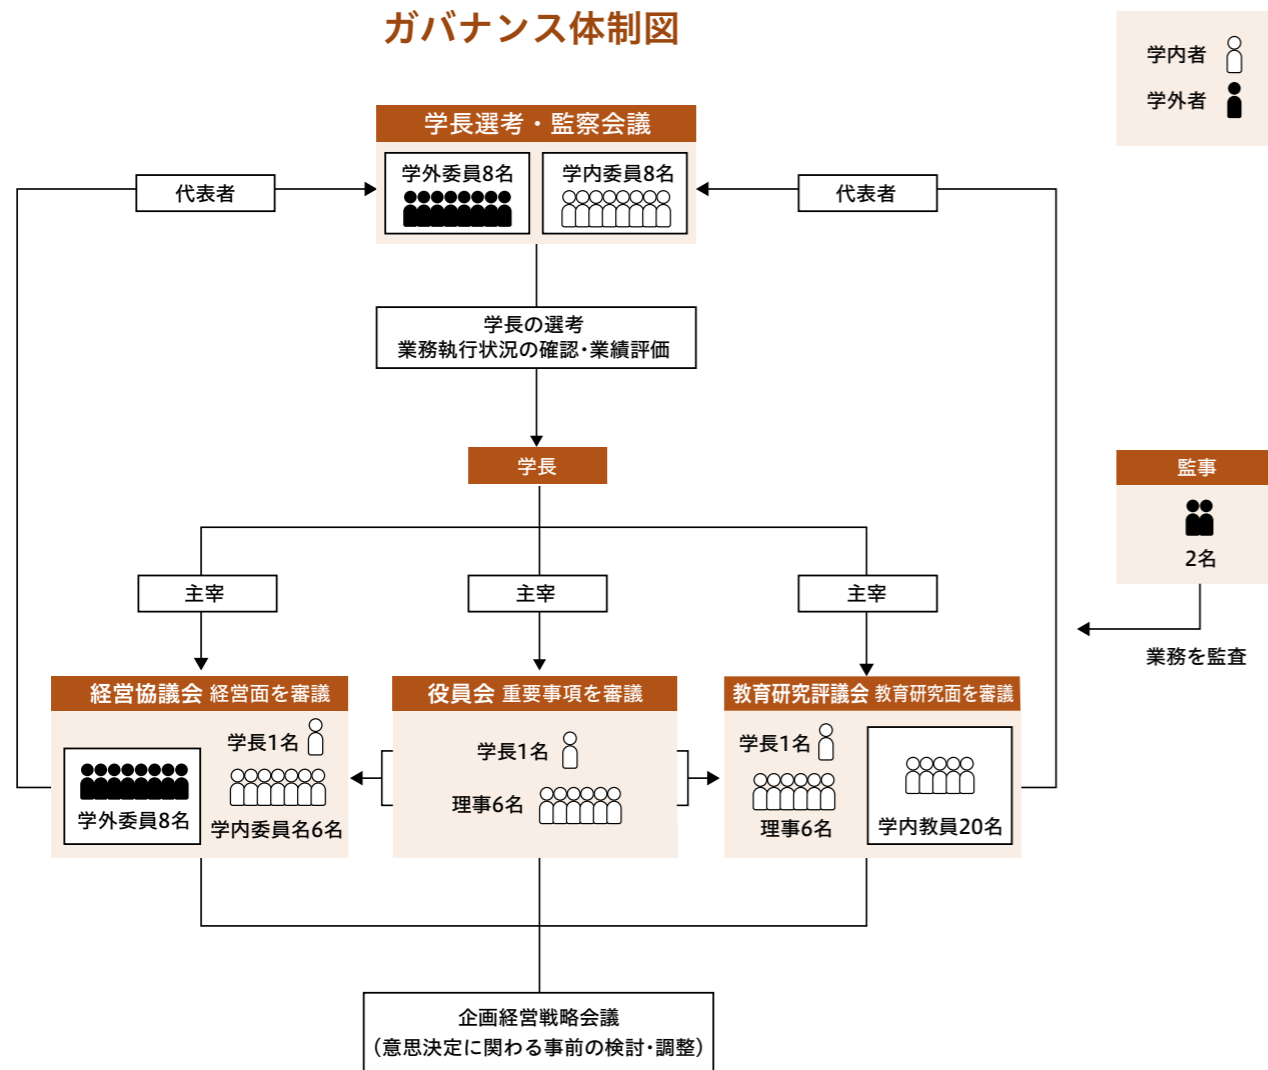 ガバナンス体制図
学内者
学外者
学長選考・監察会議
学外委員8名
学内委員8名
代表者
代表者
学長の選考
業務執行状況の確認・業績評価
学長
監事
2名
業務を監査
主宰
主宰
主宰
経営協議会 経営面を審議
学長1名
学外委員8名
学内委員名6名
役員会 重要事項を審議
学長1名
理事6名
教育研究評議会 教育研究面を審議
学長1名
理事6名
学内教員20名
企画経営戦略会議
(意思決定に関わる事前の検討・調整)